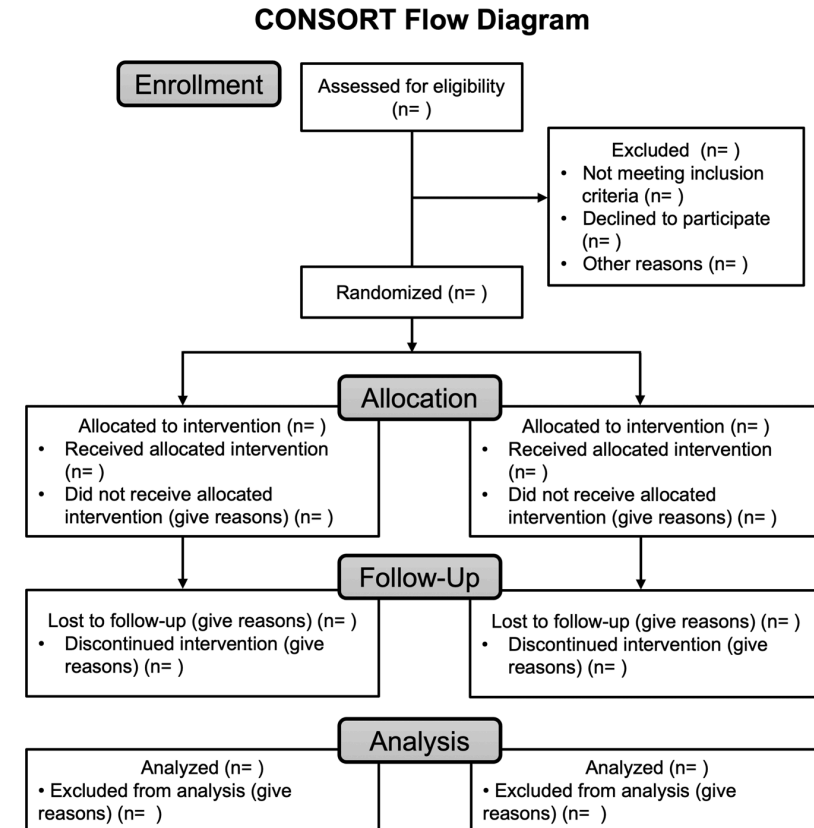 CONSORT Flow Diagram
Enrollment
Assessed for eligibility
(n= )
Excluded  (n= )
• Not meeting inclusion
criteria (n= )
• Declined to participate
(n= )
• Other reasons (n= )
Randomized (n= )
Allocation
Allocated to intervention (n= )
• Received allocated intervention
(n= )
• Did not receive allocated
intervention (give reasons) (n= )
Allocated to intervention (n= )
• Received allocated intervention
(n= )
• Did not receive allocated
intervention (give reasons) (n= )
Follow-Up
Lost to follow-up (give reasons) (n= )
• Discontinued intervention (give
reasons) (n= )
Lost to follow-up (give reasons) (n= )
• Discontinued intervention (give
reasons) (n= )
Analysis
Analyzed (n= )
• Excluded from analysis (give
reasons) (n=  )
Analyzed (n= )
• Excluded from analysis (give
reasons) (n=  )